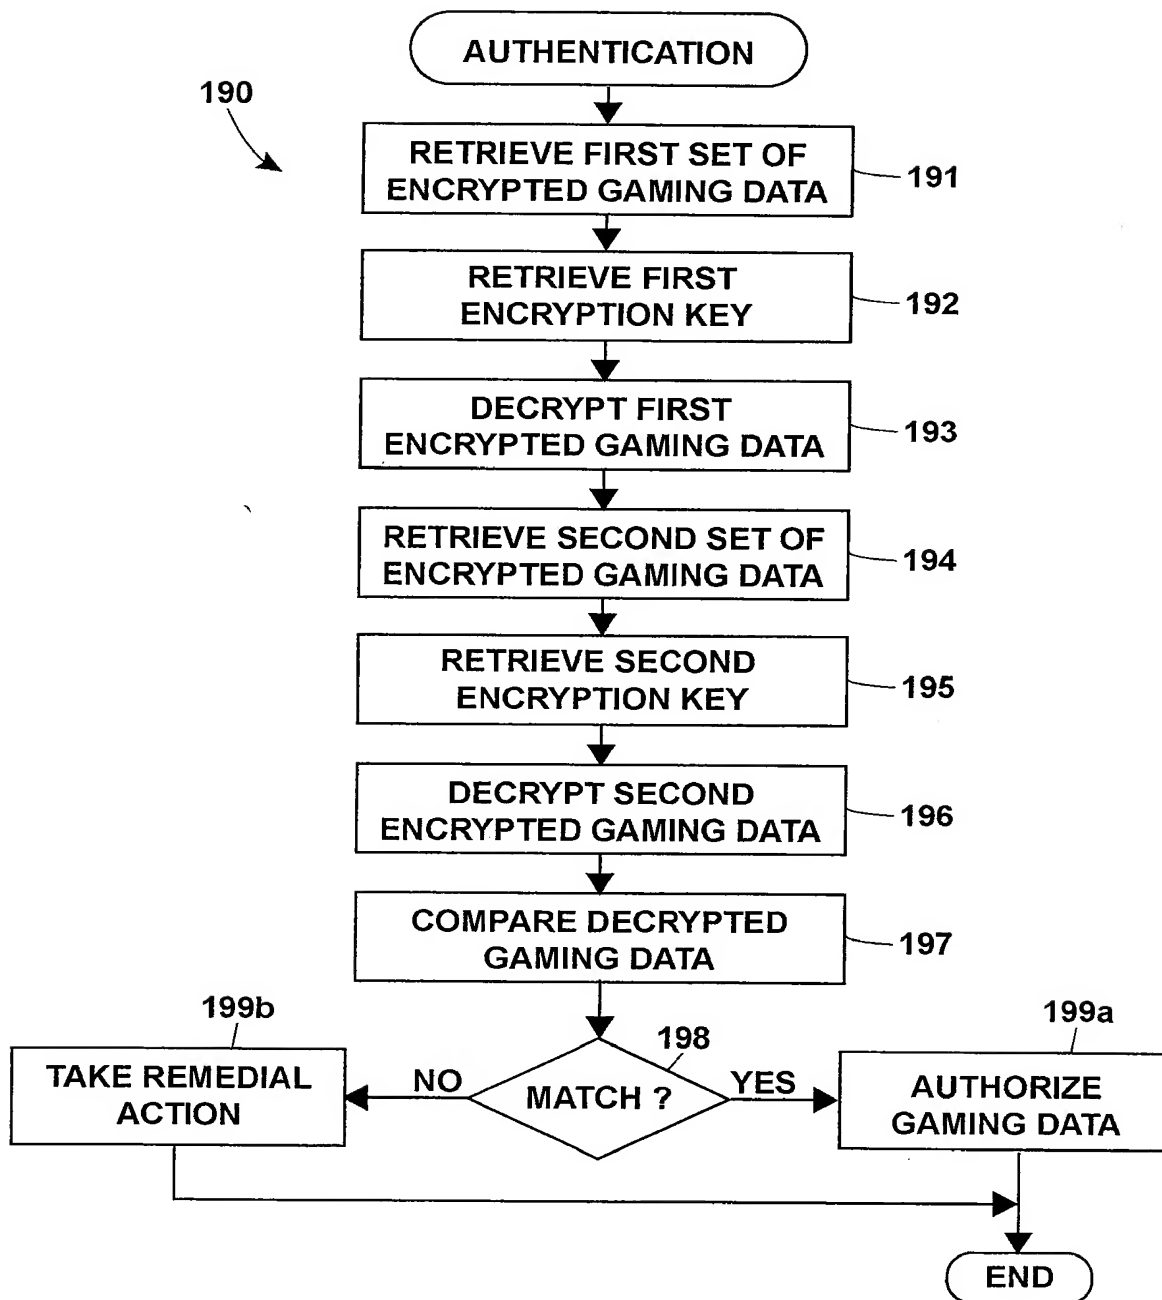 AUTHENTICATION
190
RETRIEVE FIRST SET OF
ENCRYPTED GAMING DATA
191
RETRIEVE FIRST
ENCRYPTION KEY
192
DECRYPT FIRST
ENCRYPTED GAMING DATA
193
RETRIEVE SECOND SET OF
ENCRYPTED GAMING DATA
194
RETRIEVE SECOND
ENCRYPTION KEY
195
DECRYPT SECOND
ENCRYPTED GAMING DATA
196
COMPARE DECRYPTED
GAMING DATA
197
198
MATCH ?
NO
YES
199b
TAKE REMEDIAL
ACTION
199a
AUTHORIZE
GAMING DATA
END